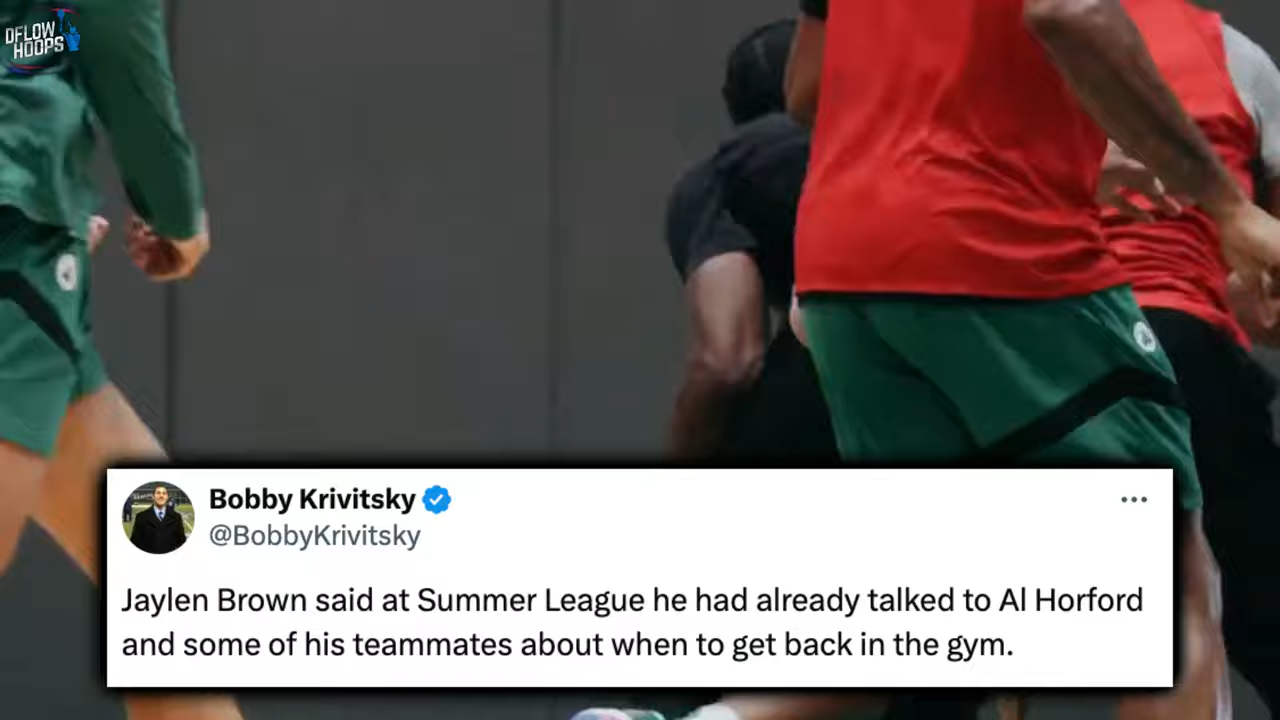 DFLOW
HOOPS
Bobby Krivitsky
@BobbyKrivitsky
Jaylen Brown said at Summer League he had already talked to Al Horford
and some of his teammates about when to get back in the gym.